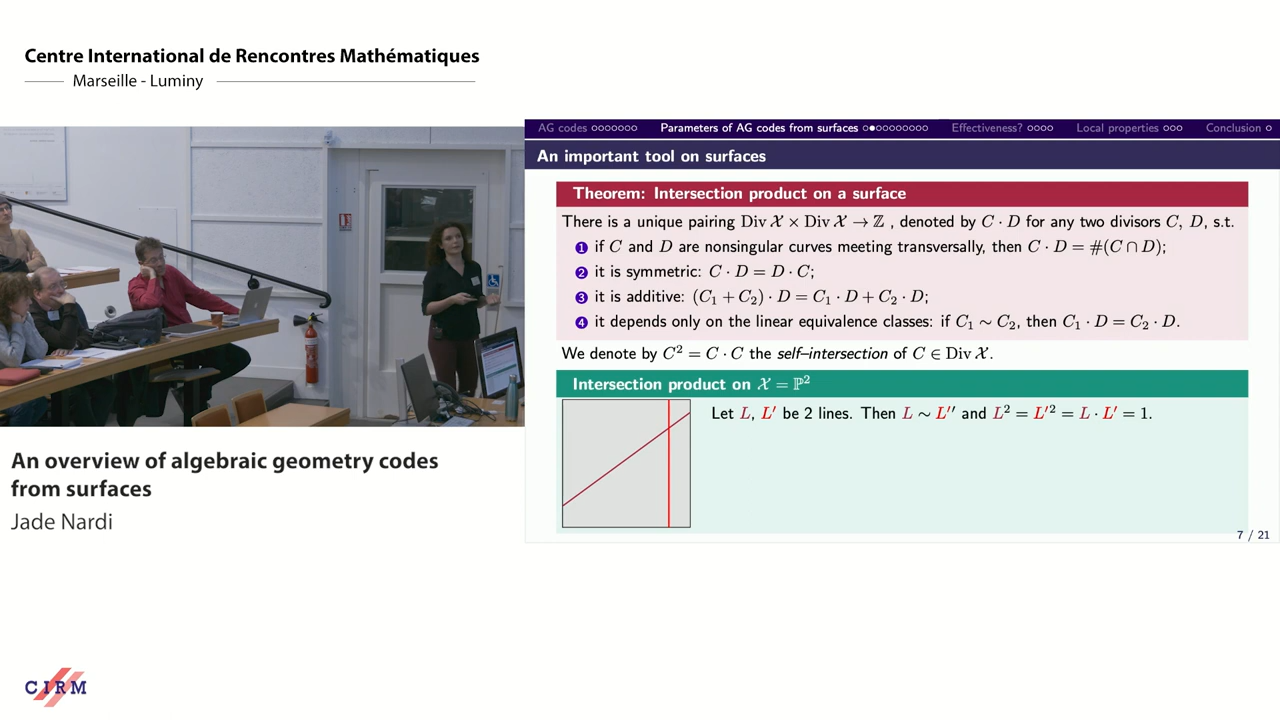 Centre International de Rencontres Mathématiques
Marseille - Luminy
AG codes Parameters of AG codes from surfaces Effectiveness? Local properties Conclusion
An important tool on surfaces
Theorem: Intersection product on a surface
There is a unique pairing Div 𝒳 × Div 𝒳 → ℤ , denoted by C · D for any two divisors C, D, s.t.
1 if C and D are nonsingular curves meeting transversally, then C · D = #(C ∩ D);
2 it is symmetric: C · D = D · C;
3 it is additive: (C₁ + C₂) · D = C₁ · D + C₂ · D;
4 it depends only on the linear equivalence classes: if C₁ ∼ C₂, then C₁ · D = C₂ · D.
We denote by C² = C · C the self–intersection of C ∈ Div 𝒳.
Intersection product on 𝒳 = ℙ²
Let L, L′ be 2 lines. Then L ∼ L′′ and L² = L′² = L · L′ = 1.
7 / 21
An overview of algebraic geometry codes
from surfaces
Jade Nardi
CIRM